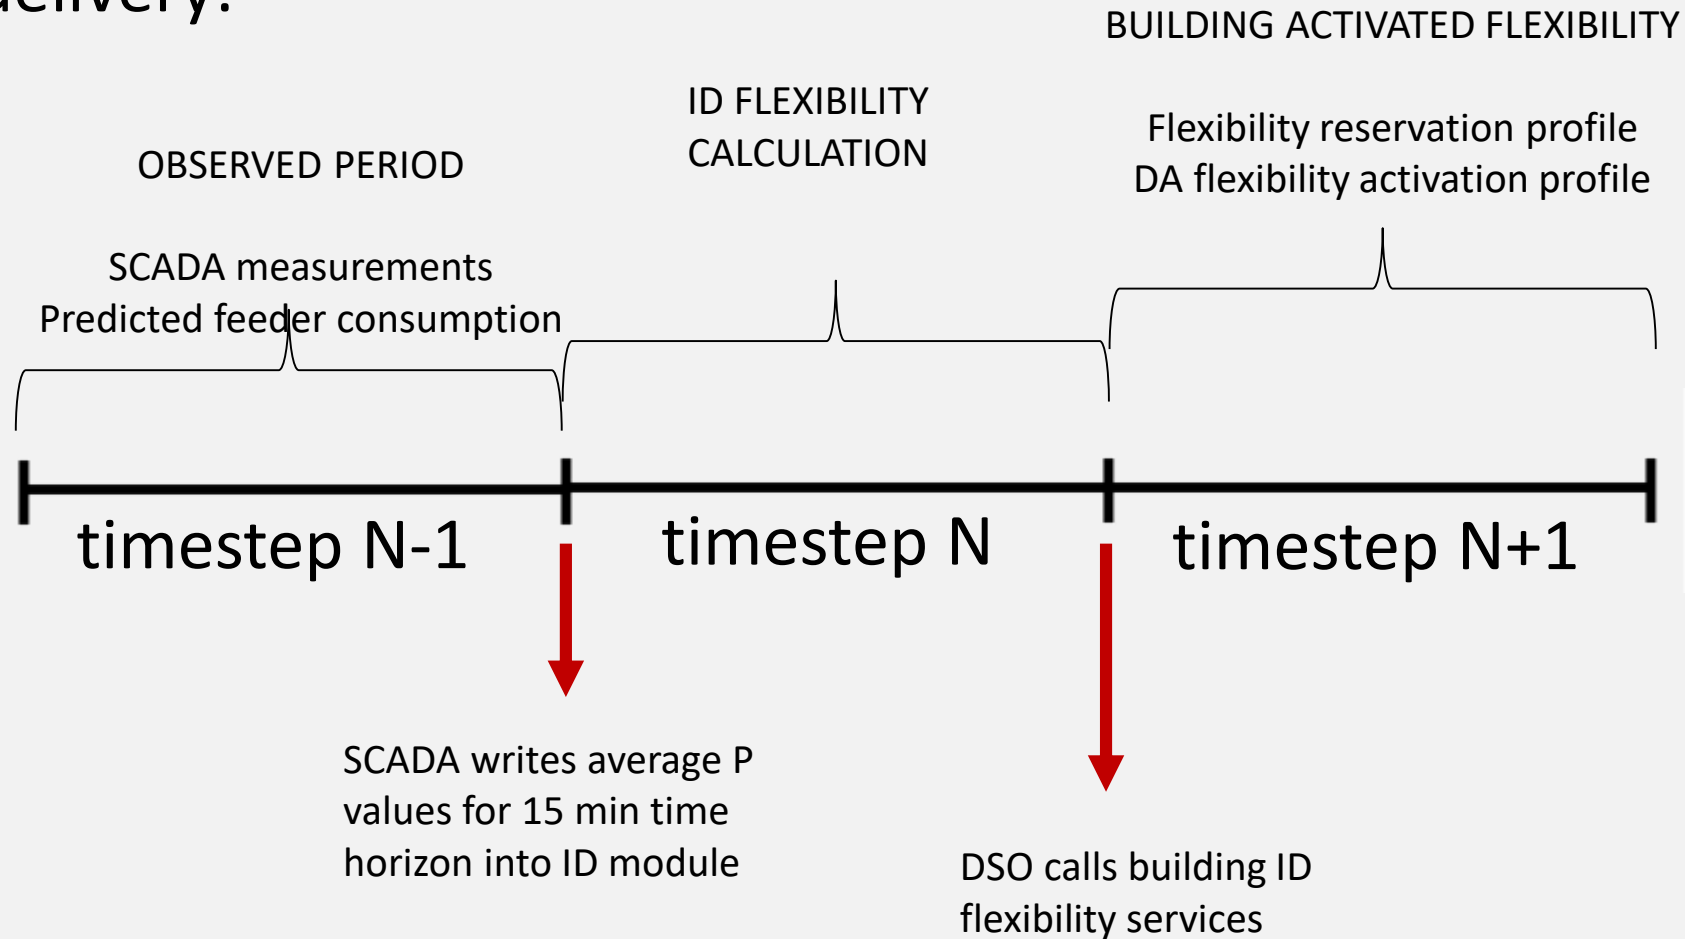 delivery:
BUILDING ACTIVATED FLEXIBILITY
ID FLEXIBILITY
CALCULATION
Flexibility reservation profile
DA flexibility activation profile
OBSERVED PERIOD
SCADA measurements
Predicted feeder consumption
timestep N-1
timestep N
timestep N+1
SCADA writes average P
values for 15 min time
horizon into ID module
DSO calls building ID
flexibility services